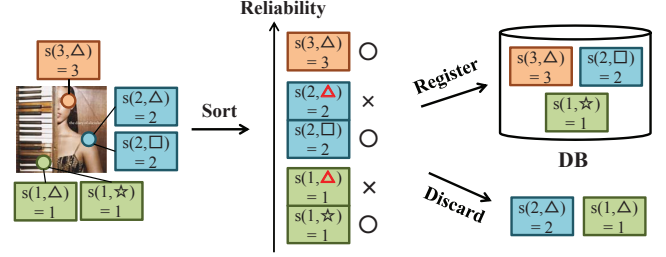 Reliability
s(3,△)
= 3
s(2,△)
= 2
s(2,□)
= 2
s(1,△)
= 1
s(1,☆)
= 1
Sort
s(3,△)
= 3
○
s(2,△)
= 2
×
s(2,□)
= 2
○
s(1,△)
= 1
×
s(1,☆)
= 1
○
Register
s(3,△)
= 3
s(2,□)
= 2
s(1,☆)
= 1
DB
Discard
s(2,△)
= 2
s(1,△)
= 1